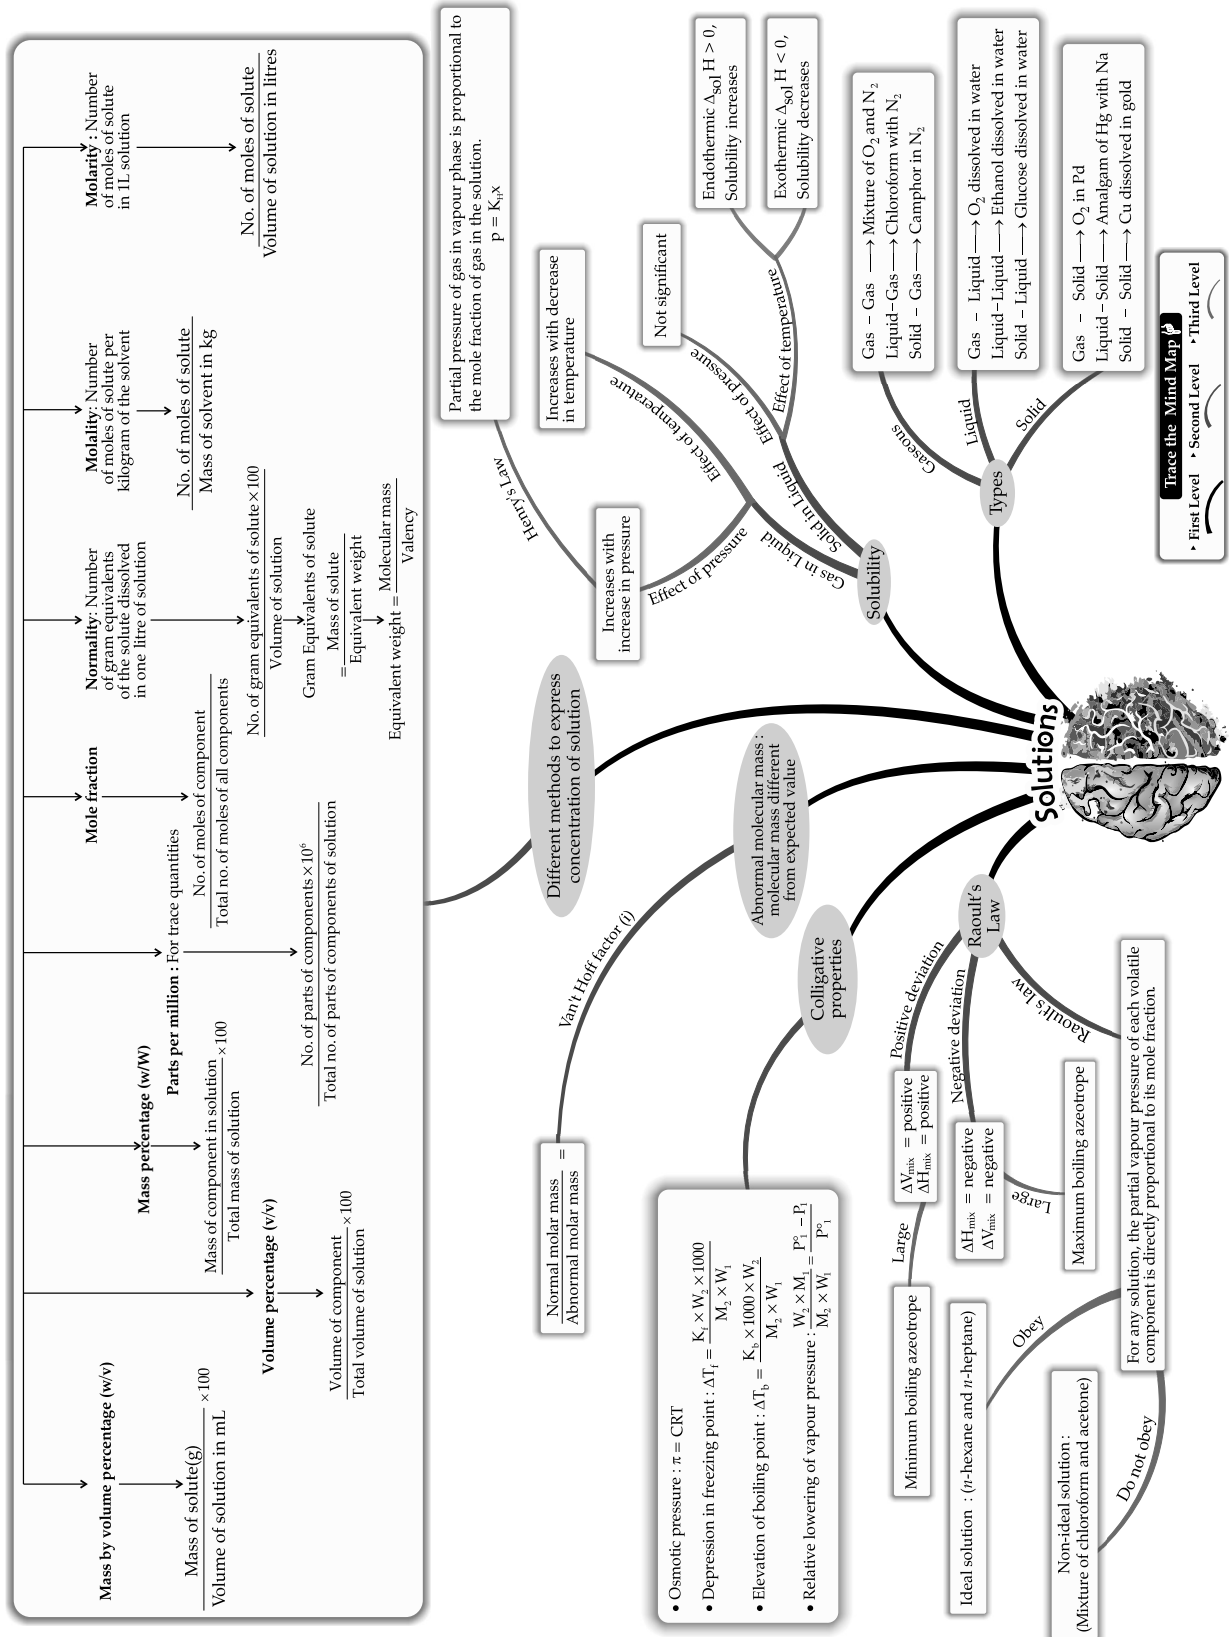 Mass by volume percentage (w/v)
Mass of solute(g)
Volume of solution in mL
×100
Volume percentage (v/v)
Volume of component
Total volume of solution
×100
Mass percentage (w/W)
Mass of component in solution
Total mass of solution
×100
Parts per million : For trace quantities
No. of parts of components × 10⁶
Total no. of parts of components of solution
Mole fraction
No. of moles of component
Total no. of moles of all components
Normality: Number
of gram equivalents
of the solute dissolved
in one litre of solution
No. of gram equivalents of solute×100
Volume of solution
Gram Equivalents of solute
= Mass of solute
Equivalent weight
Equivalent weight = Molecular mass
Valency
Molality: Number
of moles of solute per
kilogram of the solvent
No. of moles of solute
Mass of solvent in kg
Molarity : Number
of moles of solute
in 1L solution
No. of moles of solute
Volume of solution in litres
Different methods to express
concentration of solution
Partial pressure of gas in vapour phase is proportional to
the mole fraction of gas in the solution.
p = K_H x
Henry's Law
Increases with
increase in pressure
Effect of pressure
Increases with decrease
in temperature
Effect of temperature
Gas in Liquid
Not significant
Effect of pressure
Solid in Liquid
Effect of temperature
Endothermic Δsol H > 0,
Solubility increases
Exothermic Δsol H < 0,
Solubility decreases
Solubility
Types
Gaseous
Gas – Gas ⟶ Mixture of O₂ and N₂
Liquid – Gas ⟶ Chloroform with N₂
Solid – Gas ⟶ Camphor in N₂
Liquid
Gas – Liquid ⟶ O₂ dissolved in water
Liquid – Liquid ⟶ Ethanol dissolved in water
Solid – Liquid ⟶ Glucose dissolved in water
Solid
Gas – Solid ⟶ O₂ in Pd
Liquid – Solid ⟶ Amalgam of Hg with Na
Solid – Solid ⟶ Cu dissolved in gold
Trace the Mind Map
First Level
Second Level
Third Level
Solutions
Abnormal molecular mass :
molecular mass different
from expected value
Van't Hoff factor (i)
Normal molar mass
Abnormal molar mass
=
Colligative
properties
• Osmotic pressure : π = CRT
• Depression in freezing point : ΔT_f = K_f × W₂ × 1000
M₂ × W₁
• Elevation of boiling point : ΔT_b = K_b × 1000 × W₂
M₂ × W₁
• Relative lowering of vapour pressure : W₂ × M₁ = P°₁ – P₁
M₂ × W₁ P°₁
Raoult's
Law
Positive deviation
ΔV_mix = positive
ΔH_mix = positive
Large
Minimum boiling azeotrope
Negative deviation
ΔH_mix = negative
ΔV_mix = negative
Large
Maximum boiling azeotrope
Raoult's law
For any solution, the partial vapour pressure of each volatile
component is directly proportional to its mole fraction.
Obey
Ideal solution : (n-hexane and n-heptane)
Do not obey
Non-ideal solution :
(Mixture of chloroform and acetone)